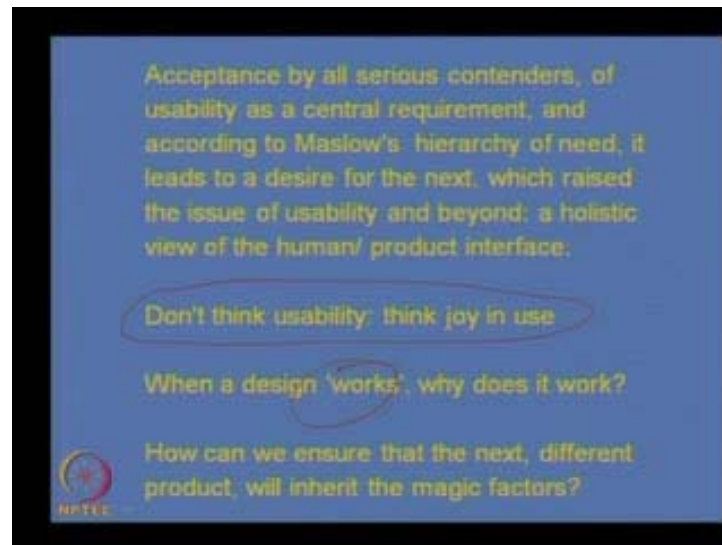 Acceptance by all serious contenders, of
usability as a central requirement, and
according to Maslow's hierarchy of need, it
leads to a desire for the next, which raised
the issue of usability and beyond: a holistic
view of the human/ product interface.
Don't think usability; think joy in use
When a design 'works', why does it work?
How can we ensure that the next, different
product, will inherit the magic factors?
NPTEL